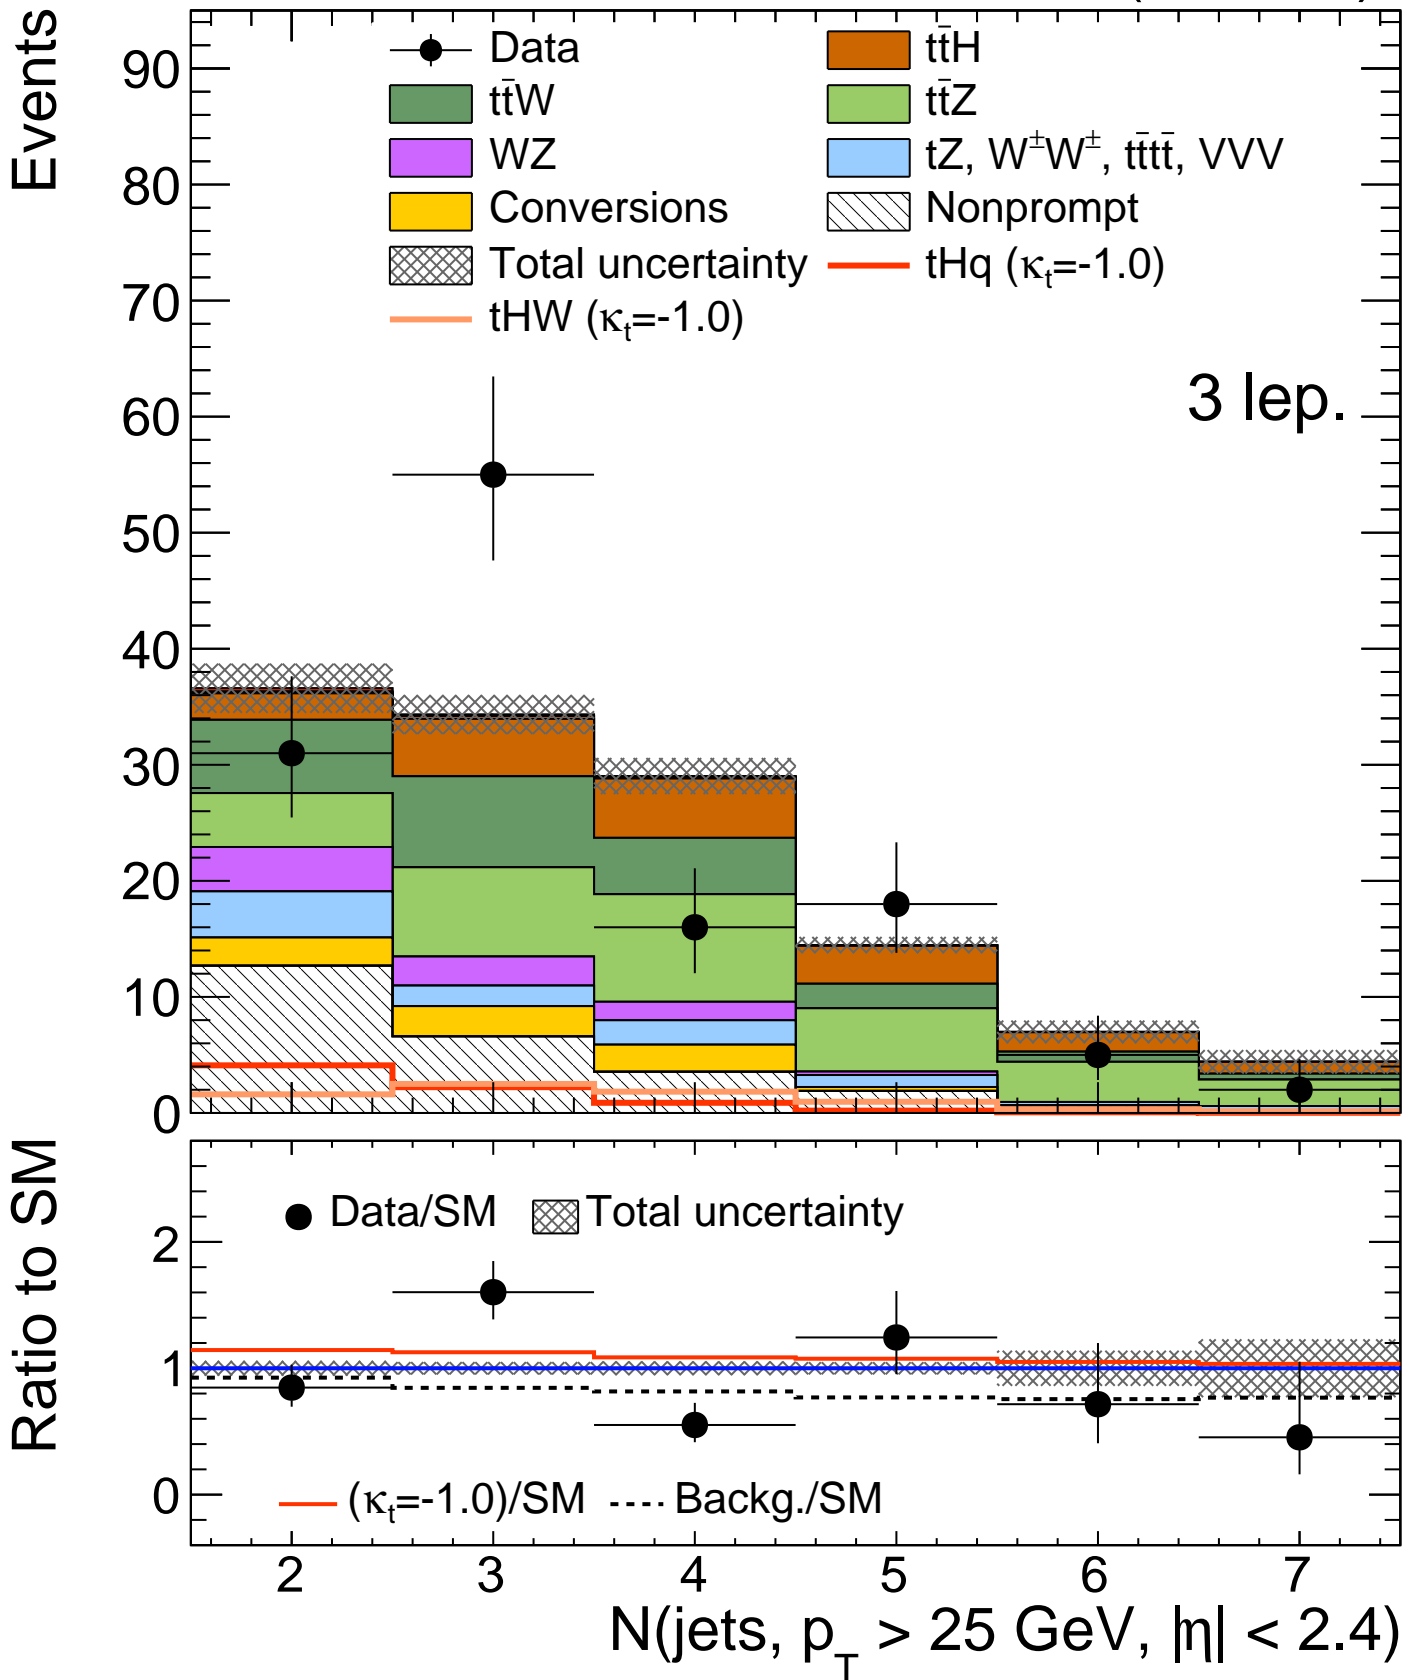 Events
Data
tt̄H
tt̄W
tt̄Z
WZ
tZ, W±W±, tt̄tt̄, VVV
Conversions
Nonprompt
Total uncertainty
tHq (κt=-1.0)
tHW (κt=-1.0)
3 lep.
90
80
70
60
50
40
30
20
10
0
Ratio to SM
Data/SM
Total uncertainty
2
1
0
(κt=-1.0)/SM
Backg./SM
2 3 4 5 6 7
N(jets, pT > 25 GeV, |η| < 2.4)